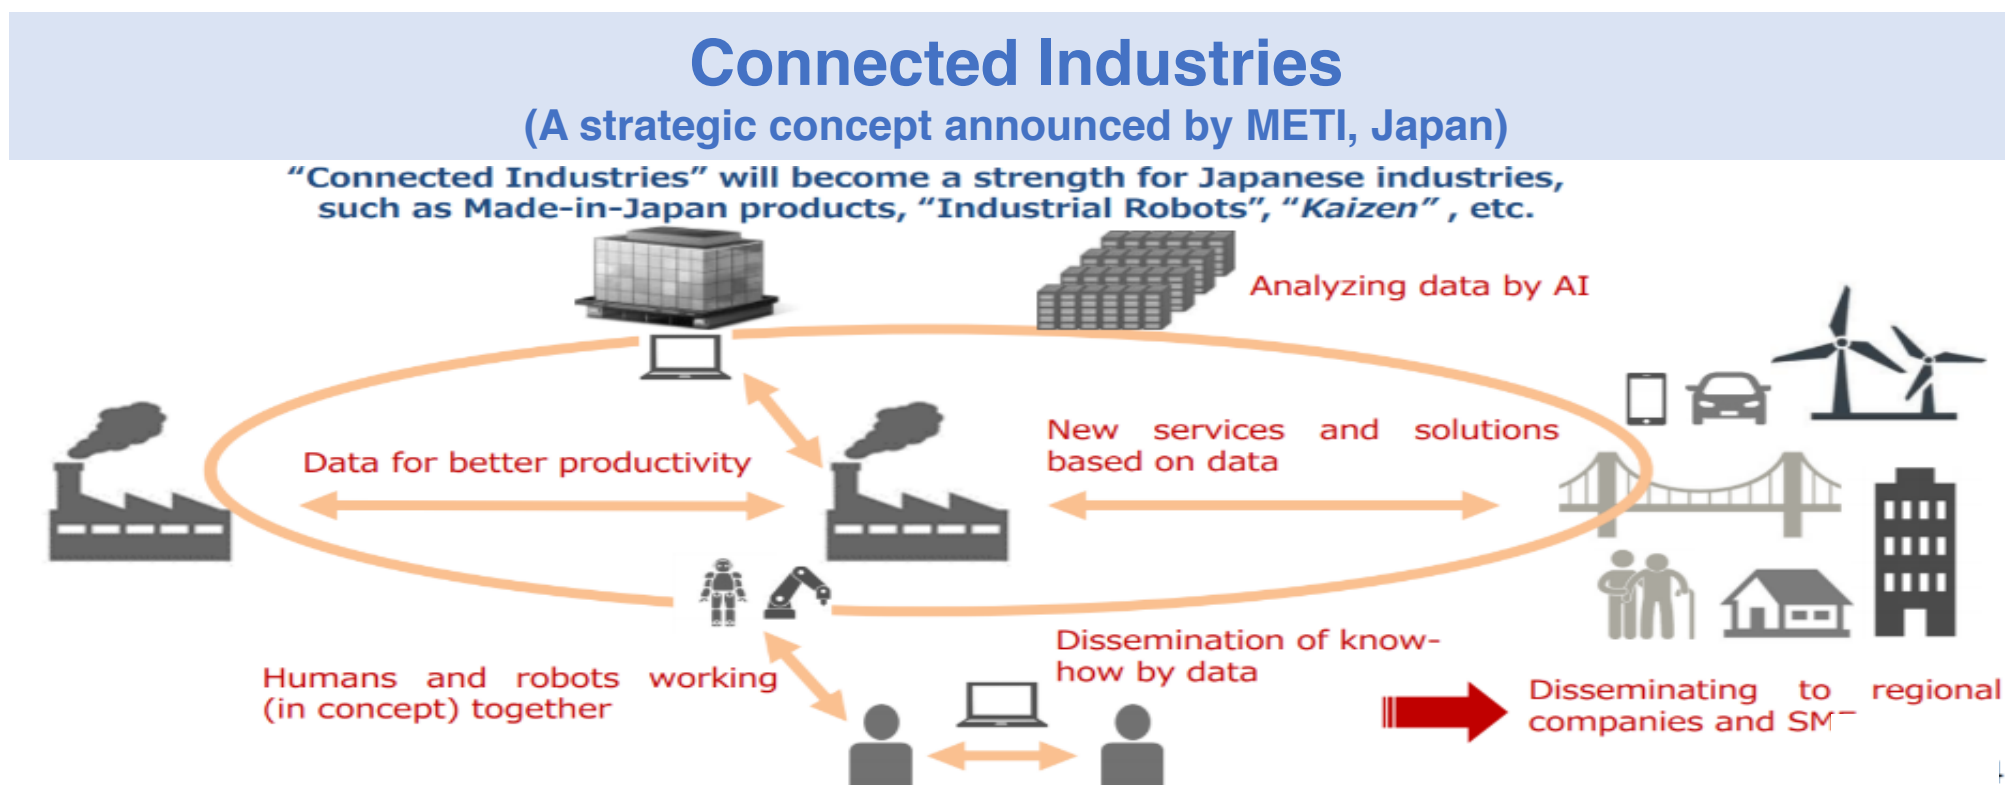 Connected Industries
(A strategic concept announced by METI, Japan)
“Connected Industries” will become a strength for Japanese industries,
such as Made-in-Japan products, “Industrial Robots”, “Kaizen” , etc.
Analyzing data by AI
New services and solutions
based on data
Data for better productivity
Dissemination of know-
how by data
Humans and robots working
(in concept) together
Disseminating to regional
companies and